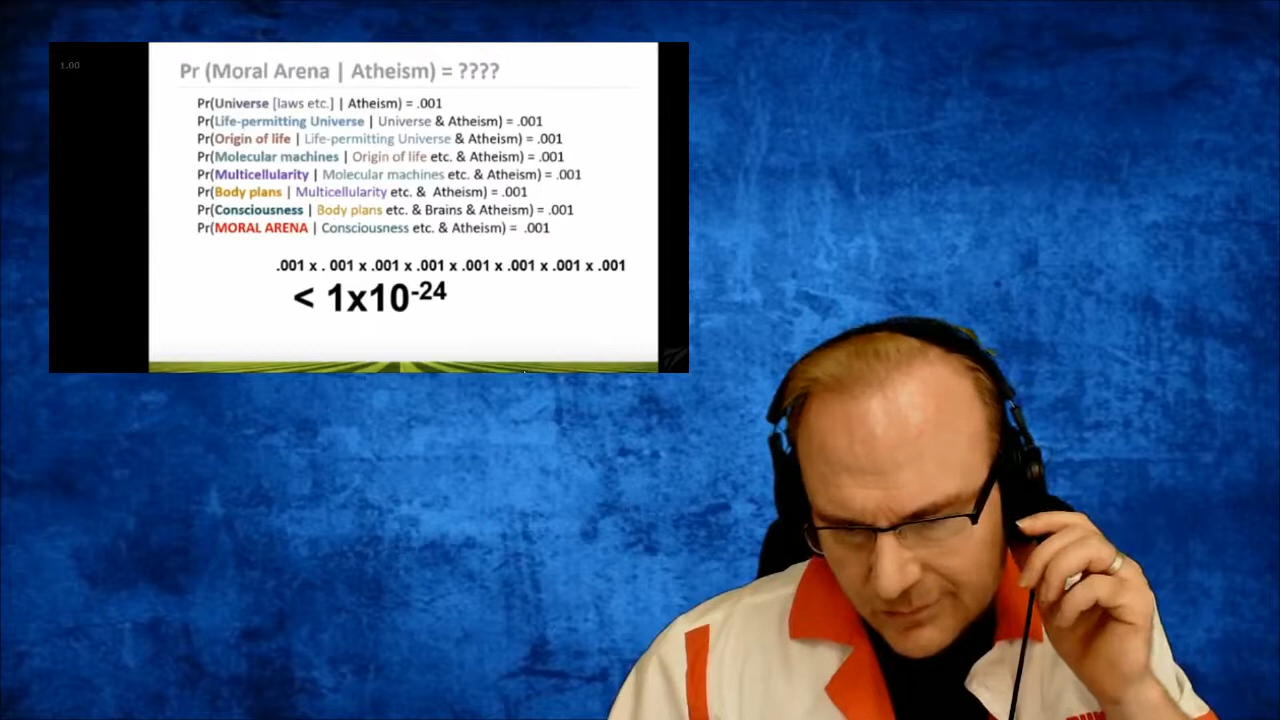 1.00
Pr (Moral Arena | Atheism) = ????
Pr(Universe [laws etc.] | Atheism) = .001
Pr(Life-permitting Universe | Universe & Atheism) = .001
Pr(Origin of life | Life-permitting Universe & Atheism) = .001
Pr(Molecular machines | Origin of life etc. & Atheism) = .001
Pr(Multicellularity | Molecular machines etc. & Atheism) = .001
Pr(Body plans | Multicellularity etc. & Atheism) = .001
Pr(Consciousness | Body plans etc. & Brains & Atheism) = .001
Pr(MORAL ARENA | Consciousness etc. & Atheism) = .001
.001 x . 001 x .001 x .001 x .001 x .001 x .001 x .001
< 1x10-24